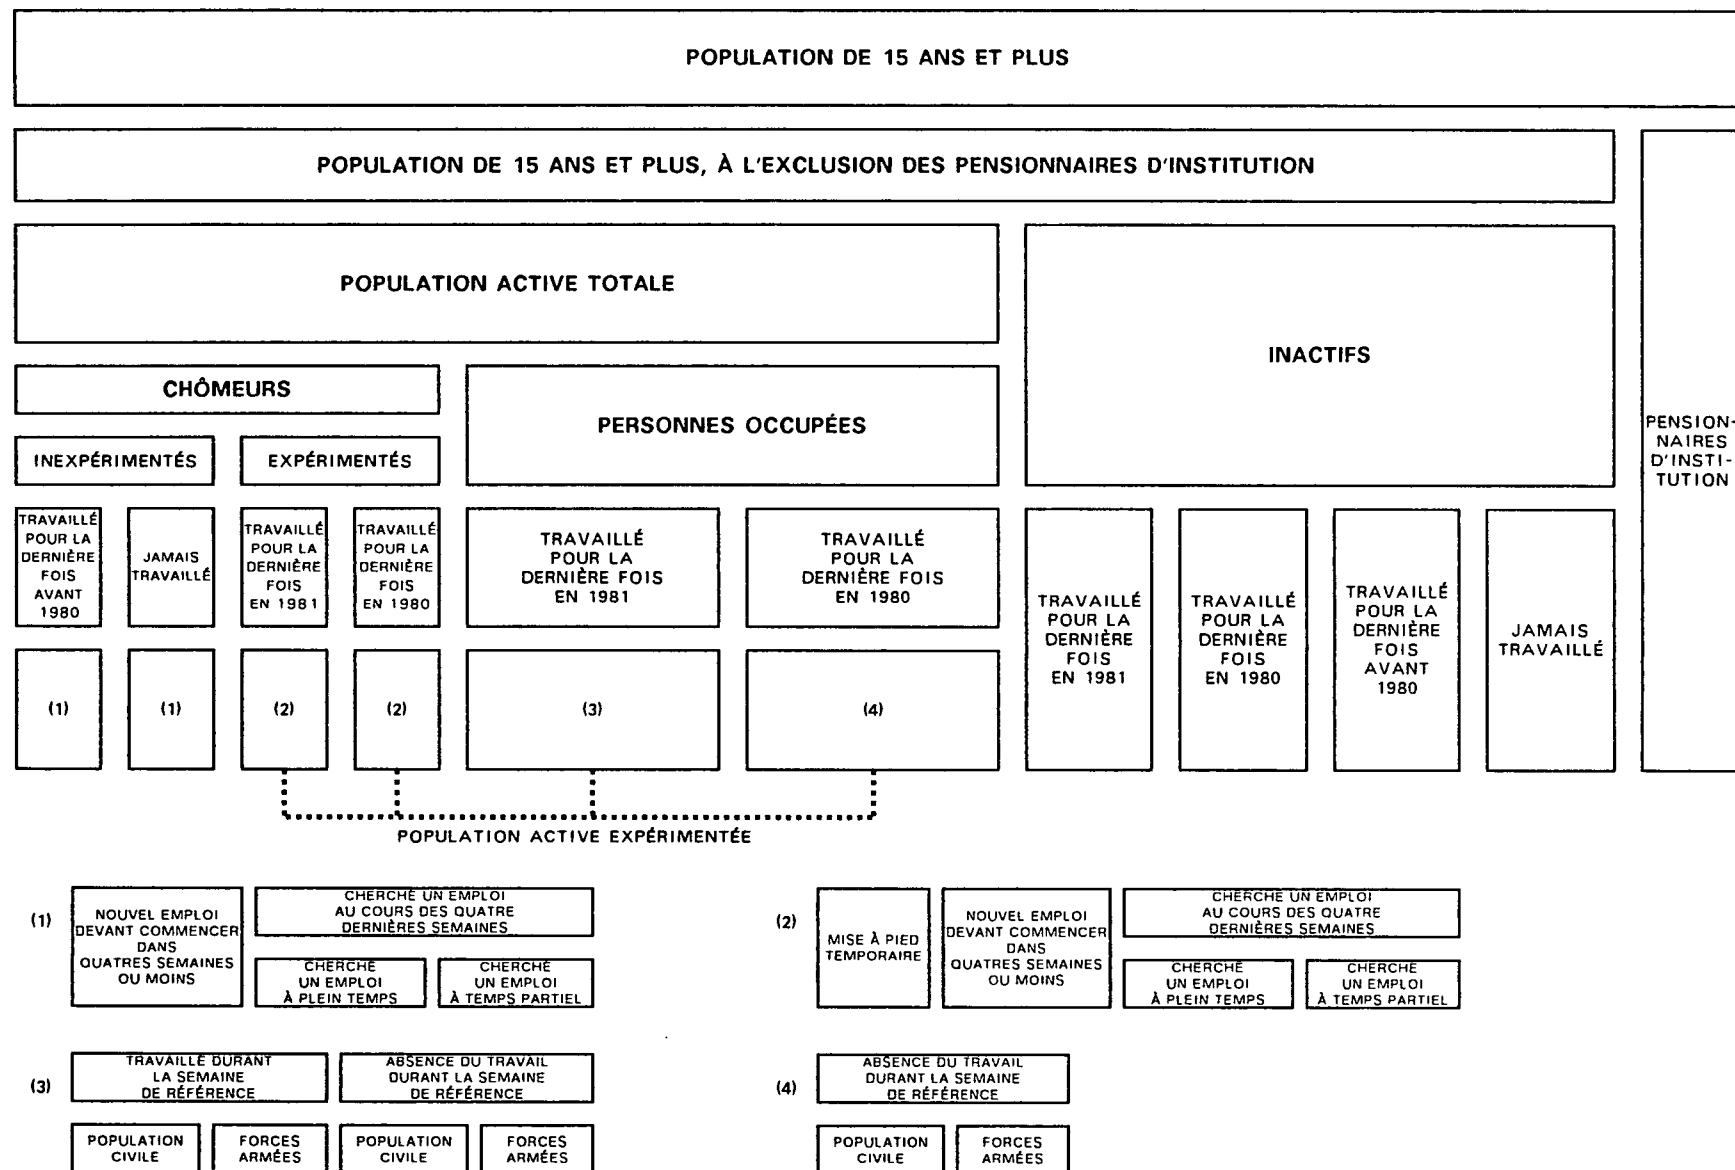 POPULATION DE 15 ANS ET PLUS
POPULATION DE 15 ANS ET PLUS, À L'EXCLUSION DES PENSIONNAIRES D'INSTITUTION
POPULATION ACTIVE TOTALE
INACTIFS
PENSION-
NAIRES
D'INSTI-
TUTION
CHÔMEURS
PERSONNES OCCUPÉES
INEXPÉRIMENTÉS
EXPÉRIMENTÉS
TRAVAILLÉ
POUR LA
DERNIÈRE
FOIS
AVANT
1980
JAMAIS
TRAVAILLÉ
TRAVAILLÉ
POUR LA
DERNIÈRE
FOIS
EN 1981
TRAVAILLÉ
POUR LA
DERNIÈRE
FOIS
EN 1980
TRAVAILLÉ
POUR LA
DERNIÈRE FOIS
EN 1981
TRAVAILLÉ
POUR LA
DERNIÈRE FOIS
EN 1980
TRAVAILLÉ
POUR LA
DERNIÈRE
FOIS
EN 1981
TRAVAILLÉ
POUR LA
DERNIÈRE
FOIS
EN 1980
TRAVAILLÉ
POUR LA
DERNIÈRE
FOIS
AVANT
1980
JAMAIS
TRAVAILLÉ
(1)
(1)
(2)
(2)
(3)
(4)
POPULATION ACTIVE EXPÉRIMENTÉE
(1)
NOUVEL EMPLOI
DEVANT COMMENCER
DANS
QUATRES SEMAINES
OU MOINS
CHERCHÉ UN EMPLOI
AU COURS DES QUATRE
DERNIÈRES SEMAINES
CHERCHÉ
UN EMPLOI
À PLEIN TEMPS
CHERCHÉ
UN EMPLOI
À TEMPS PARTIEL
(2)
MISE À PIED
TEMPORAIRE
NOUVEL EMPLOI
DEVANT COMMENCER
DANS
QUATRES SEMAINES
OU MOINS
CHERCHÉ UN EMPLOI
AU COURS DES QUATRE
DERNIÈRES SEMAINES
CHERCHÉ
UN EMPLOI
À PLEIN TEMPS
CHERCHÉ
UN EMPLOI
À TEMPS PARTIEL
(3)
TRAVAILLÉ DURANT
LA SEMAINE
DE RÉFÉRENCE
ABSENCE DU TRAVAIL
DURANT LA SEMAINE
DE RÉFÉRENCE
POPULATION
CIVILE
FORCES
ARMÉES
POPULATION
CIVILE
FORCES
ARMÉES
(4)
ABSENCE DU TRAVAIL
DURANT LA SEMAINE
DE RÉFÉRENCE
POPULATION
CIVILE
FORCES
ARMÉES